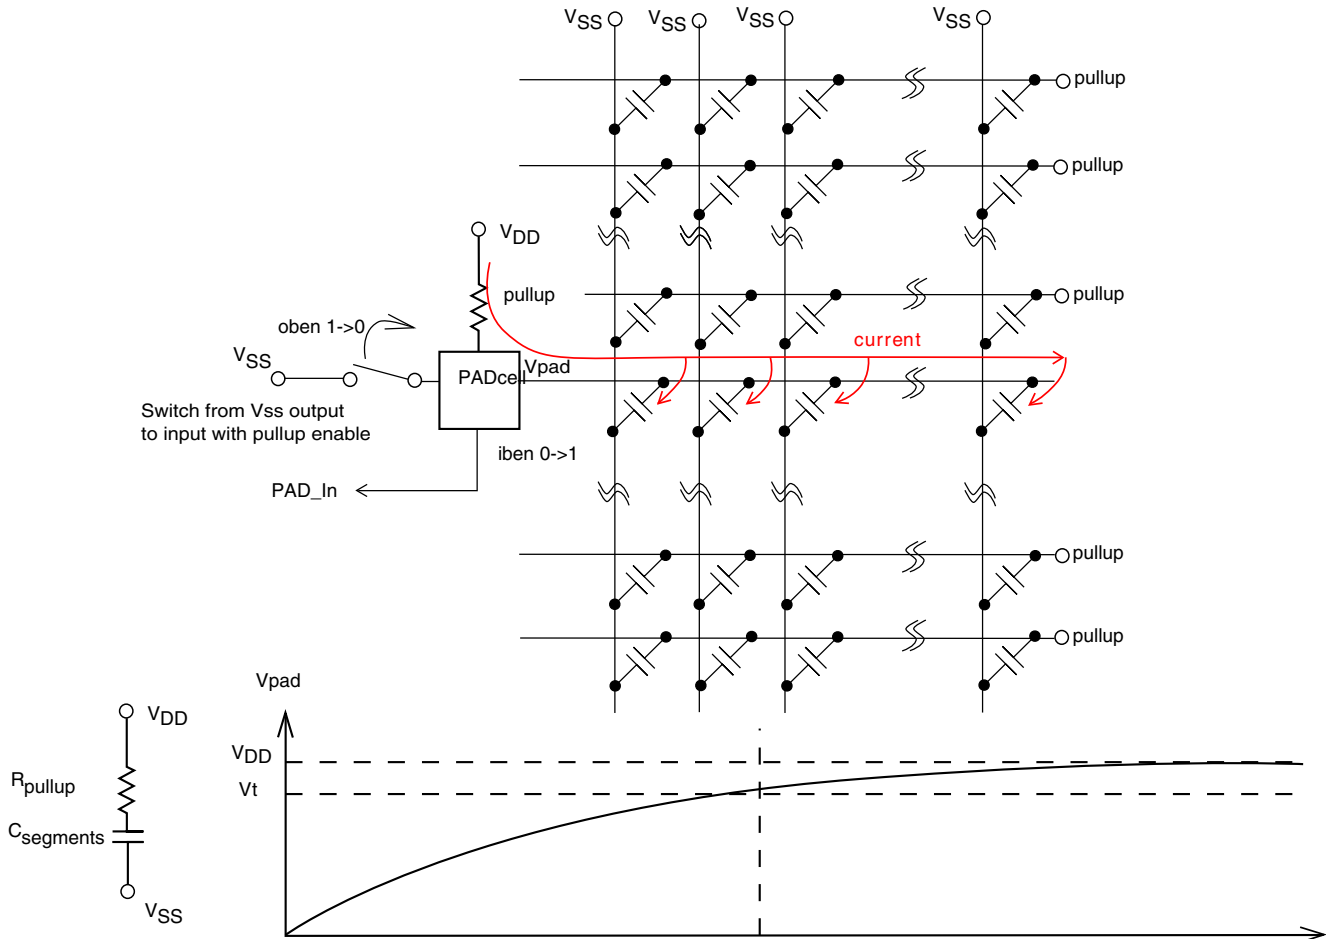 VSS VSS VSS VSS
pullup
pullup
VDD
pullup
pullup
oben 1->0
current
VSS
PADcell Vpad
Switch from Vss output
to input with pullup enable
iben 0->1
PAD_In
pullup
pullup
Vpad
VDD
VDD
Rpullup
Vt
Csegments
VSS